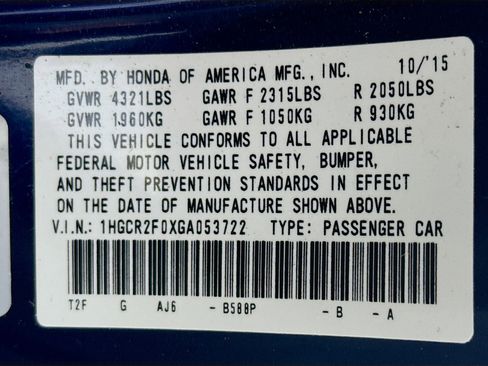 MFD. BY HONDA OF AMERICA MFG., INC. 10/'15
GVWR 4321LBS GAWR F 2315LBS R 2050LBS
GVWR 1960KG GAWR F 1050KG R 930KG
THIS VEHICLE CONFORMS TO ALL APPLICABLE
FEDERAL MOTOR VEHICLE SAFETY, BUMPER,
AND THEFT PREVENTION STANDARDS IN EFFECT
ON THE DATE OF MANUFACTURE SHOWN ABOVE.
V.I.N.: 1HGCR2F0XGA053722 TYPE: PASSENGER CAR
T2F G AJ6 - B588P - B - A